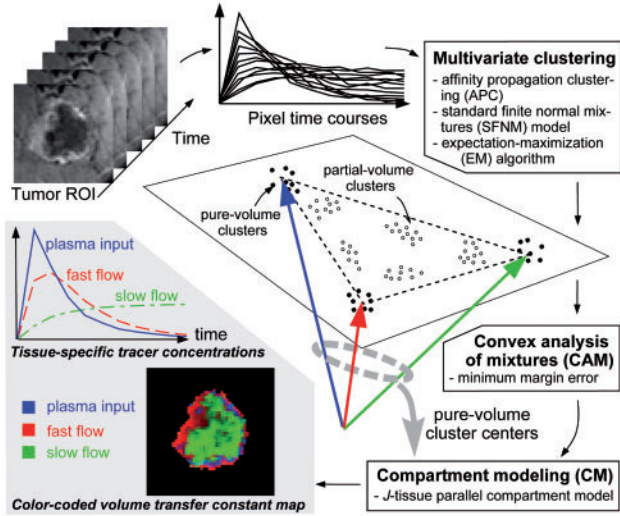 Tumor ROI
Time
Pixel time courses
Multivariate clustering
- affinity propagation cluster-
ing (APC)
- standard finite normal mix-
tures (SFNM) model
- expectation-maximization
(EM) algorithm
pure-volume
clusters
partial-volume
clusters
plasma input
fast flow
slow flow
time
Tissue-specific tracer concentrations
plasma input
fast flow
slow flow
Color-coded volume transfer constant map
Convex analysis
of mixtures (CAM)
- minimum margin error
pure-volume
cluster centers
Compartment modeling (CM)
- J-tissue parallel compartment model